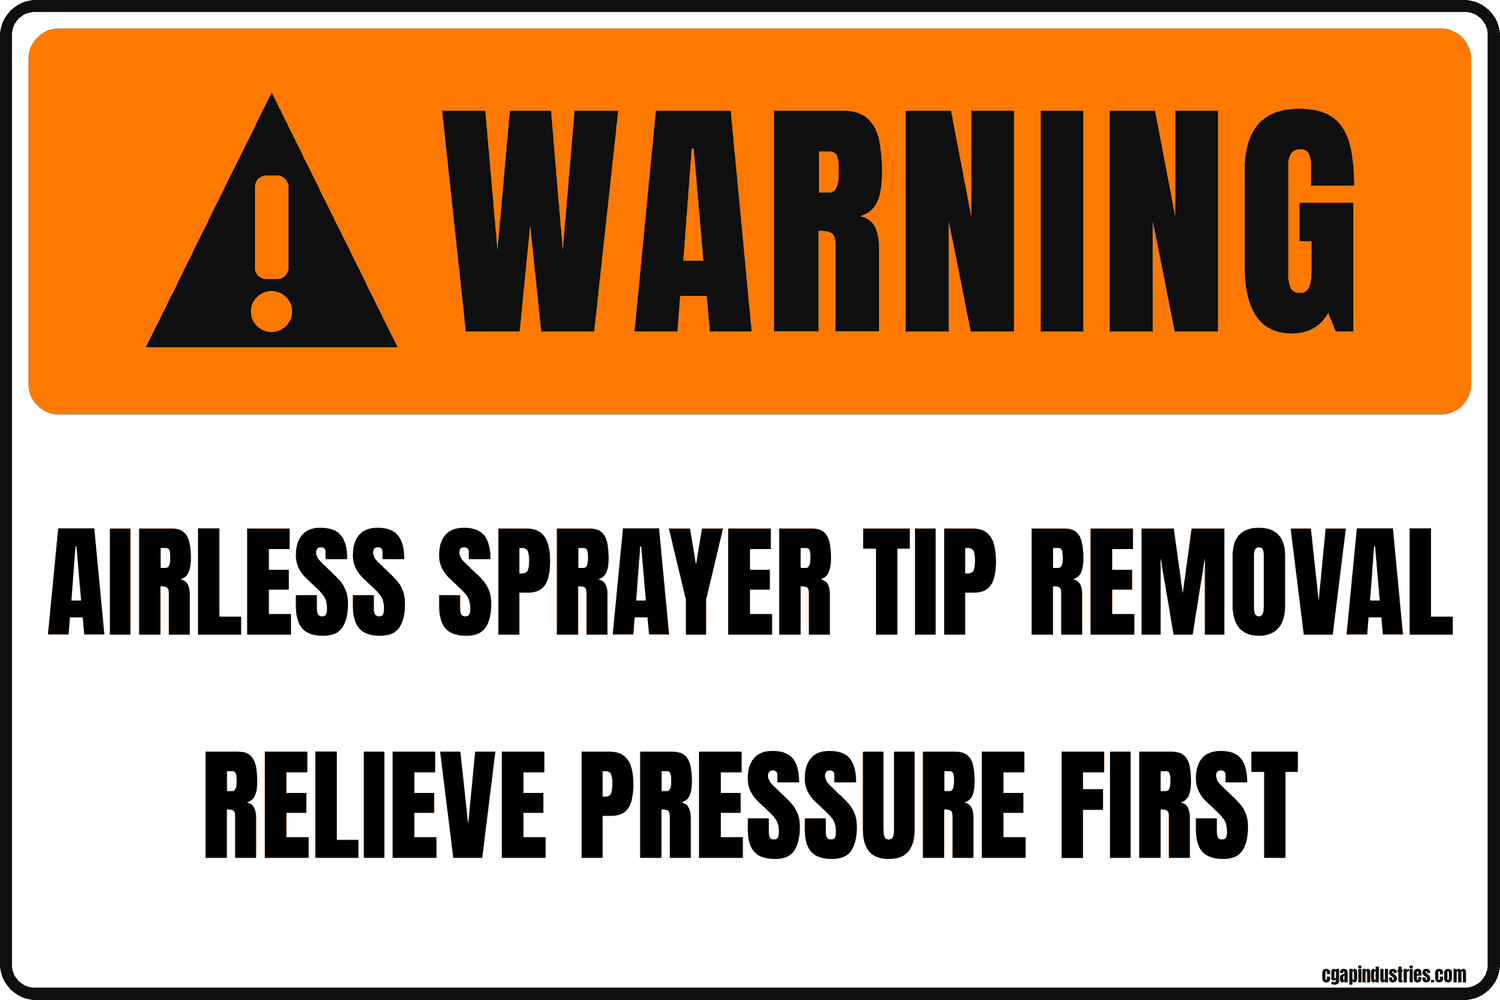 WARNING
AIRLESS SPRAYER TIP REMOVAL
RELIEVE PRESSURE FIRST
cgapindustries.com